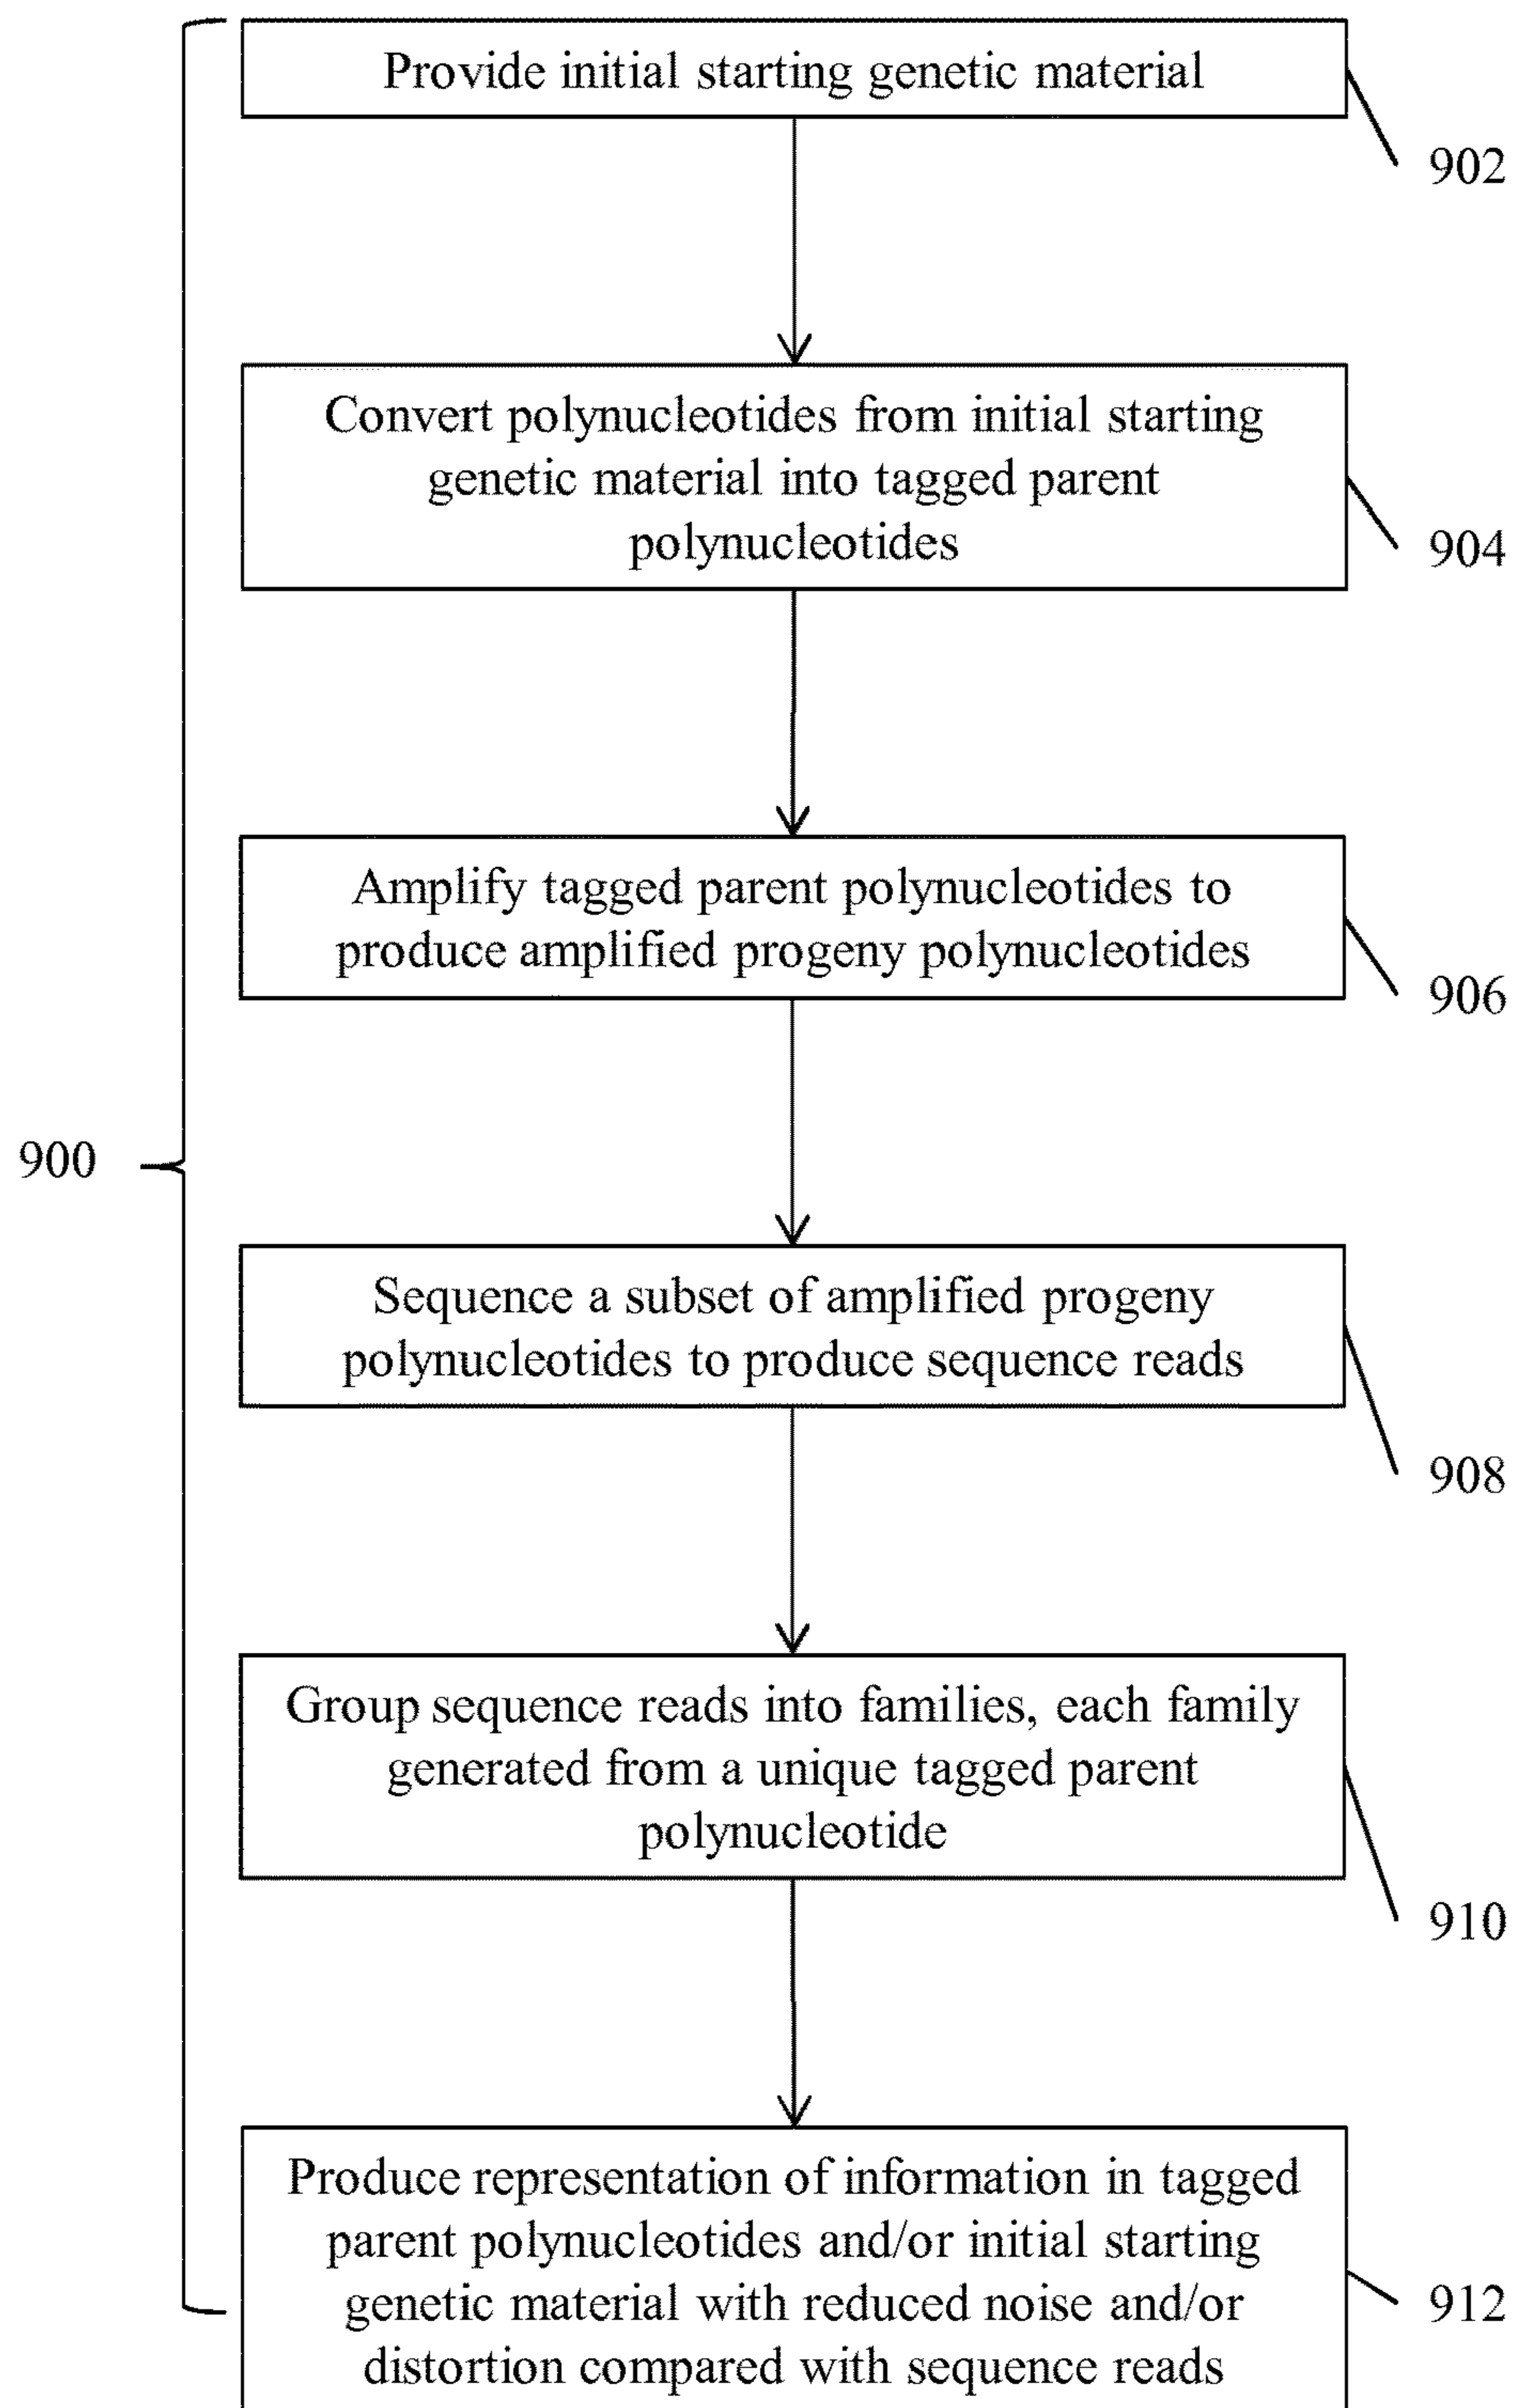 Provide initial starting genetic material
902
Convert polynucleotides from initial starting
genetic material into tagged parent
polynucleotides
904
Amplify tagged parent polynucleotides to
produce amplified progeny polynucleotides
906
900
Sequence a subset of amplified progeny
polynucleotides to produce sequence reads
908
Group sequence reads into families, each family
generated from a unique tagged parent
polynucleotide
910
Produce representation of information in tagged
parent polynucleotides and/or initial starting
genetic material with reduced noise and/or
distortion compared with sequence reads
912